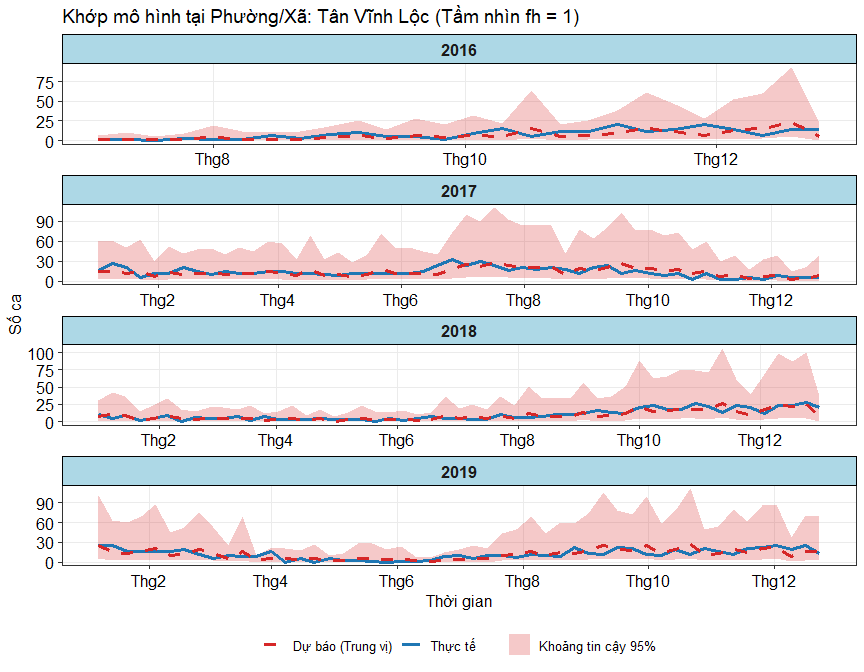 Khớp mô hình tại Phường/Xã: Tân Vĩnh Lộc (Tầm nhìn fh = 1)
2016
75
50
25
0
Thg8 Thg10 Thg12
2017
90
60
30
0
Thg2 Thg4 Thg6 Thg8 Thg10 Thg12
Số ca
2018
100
75
50
25
0
Thg2 Thg4 Thg6 Thg8 Thg10 Thg12
2019
90
60
30
0
Thg2 Thg4 Thg6 Thg8 Thg10 Thg12
Thời gian
Dự báo (Trung vị) Thực tế Khoảng tin cậy 95%